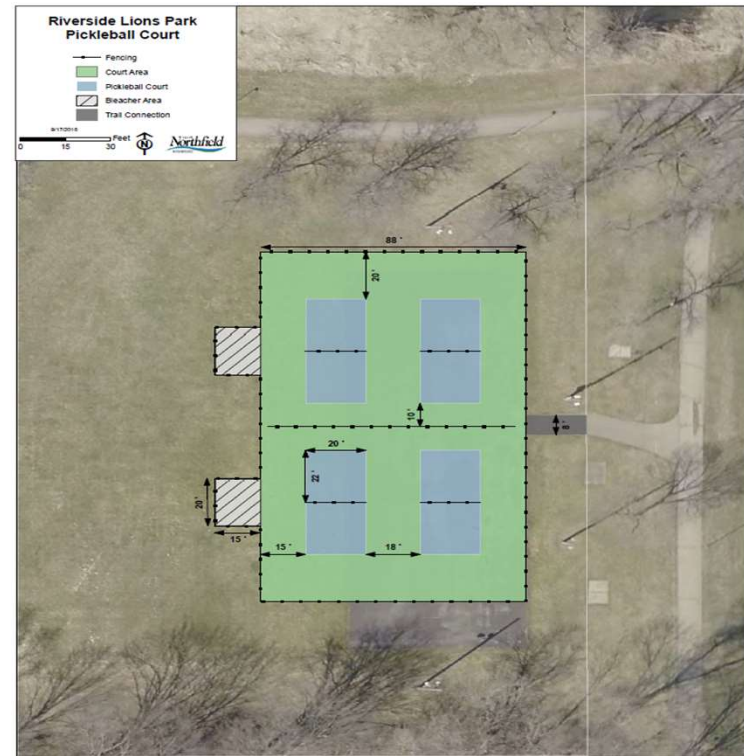 Riverside Lions Park
Pickleball Court
Fencing
Court Area
Pickleball Court
Bleacher Area
Trail Connection
0 15 30 Feet
N
Northfield
88'
20'
10'
8'
20'
22'
20'
15'
15'
18'